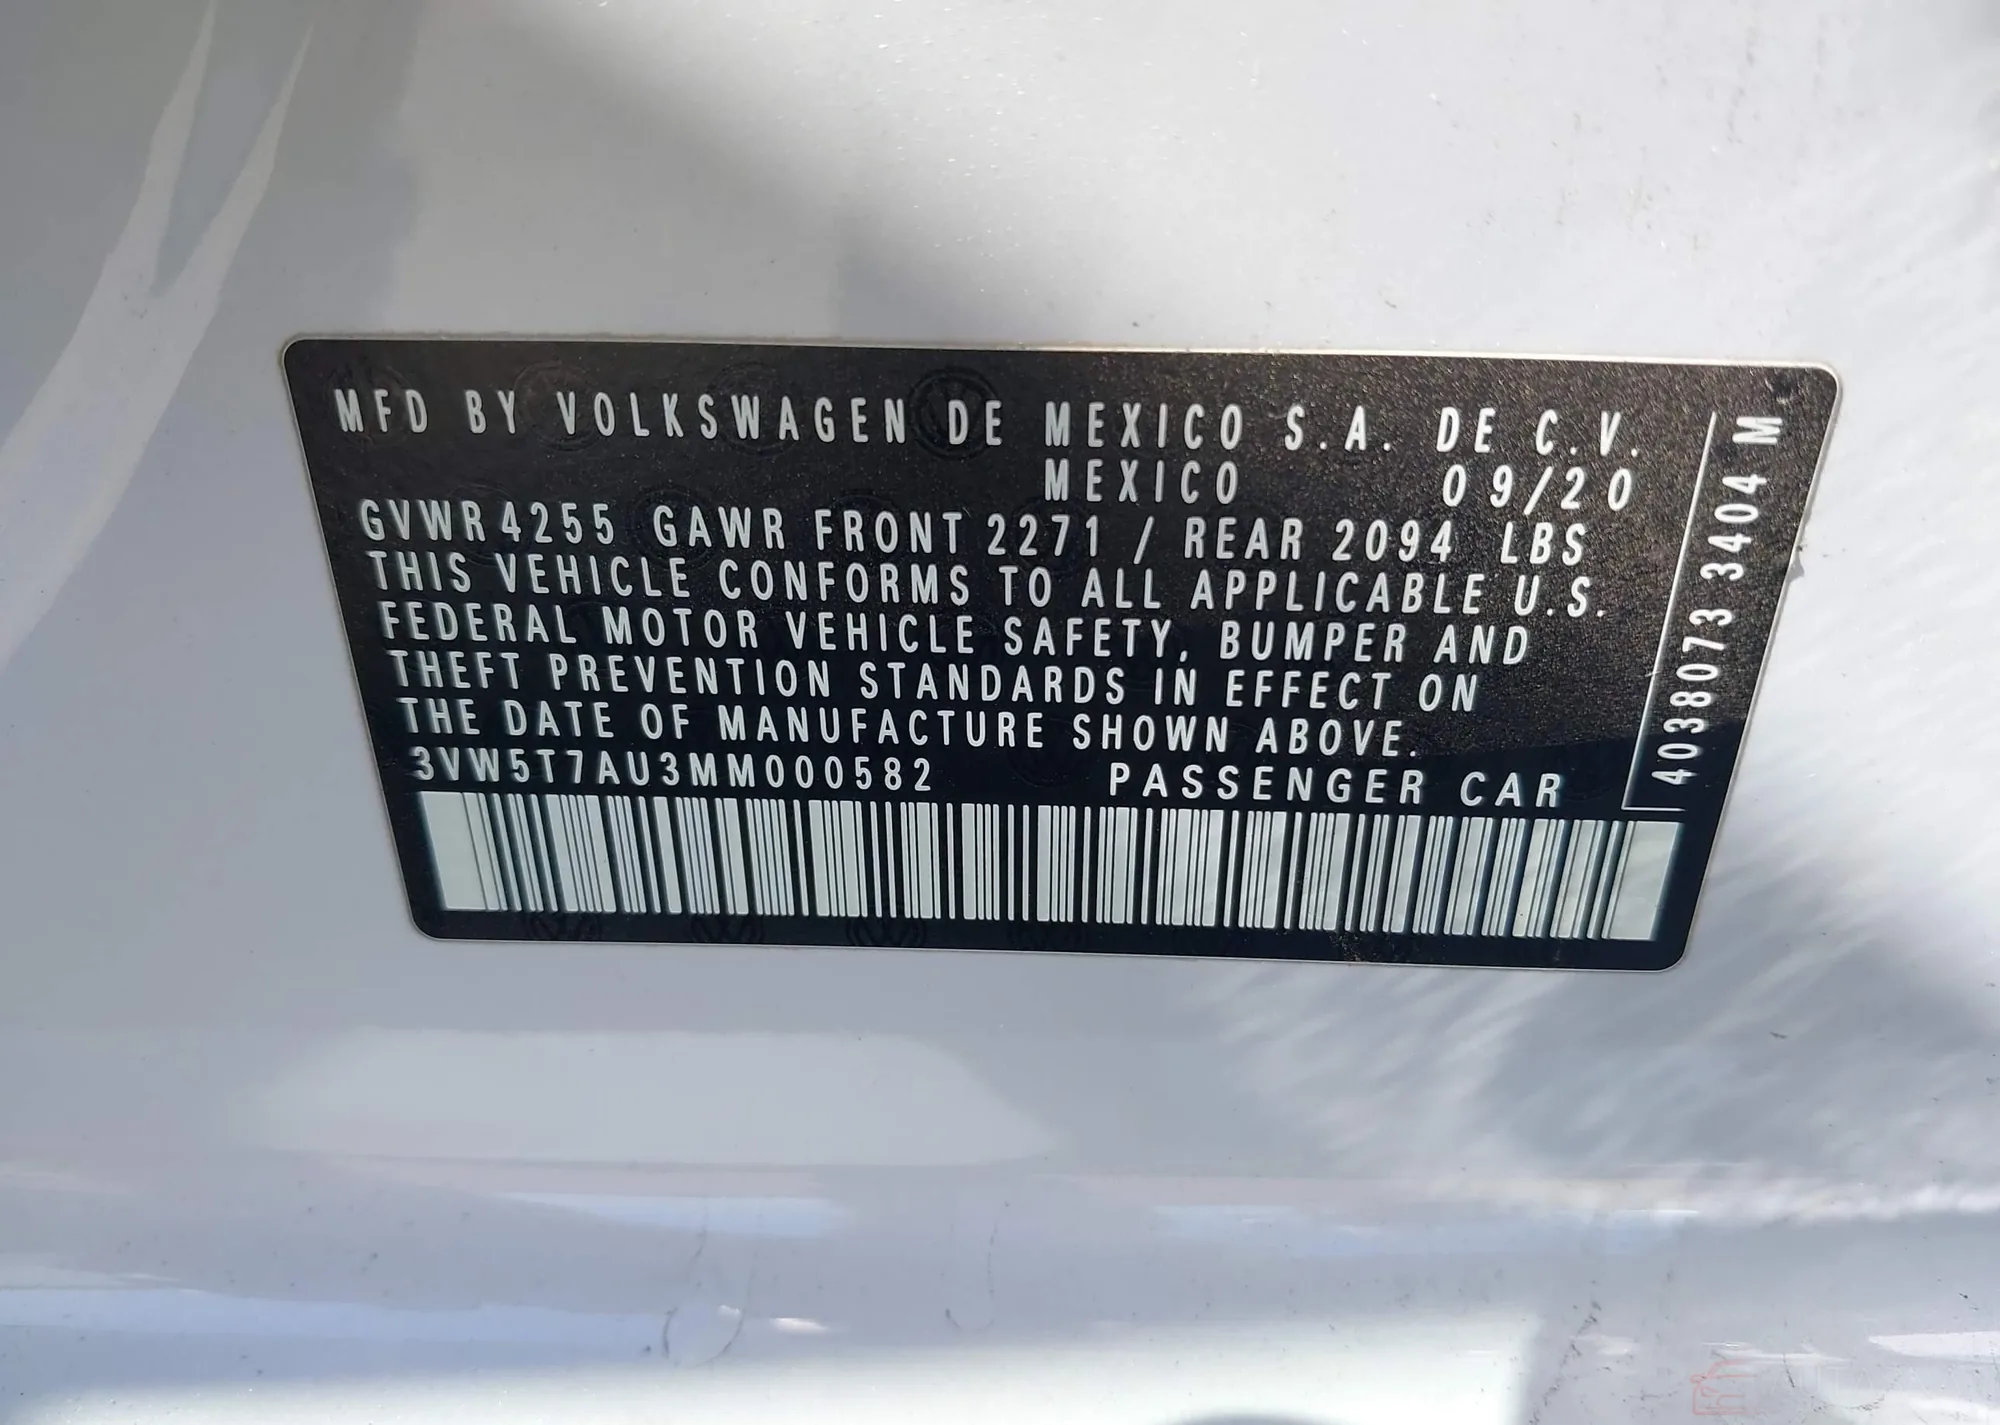 MFD BY VOLKSWAGEN DE MEXICO S.A. DE C.V.
MEXICO 09/20
GVWR 4255 GAWR FRONT 2271 / REAR 2094 LBS
THIS VEHICLE CONFORMS TO ALL APPLICABLE U.S.
FEDERAL MOTOR VEHICLE SAFETY, BUMPER AND
THEFT PREVENTION STANDARDS IN EFFECT ON
THE DATE OF MANUFACTURE SHOWN ABOVE.
3VW5T7AU3MM000582 PASSENGER CAR
4038073 3404 M